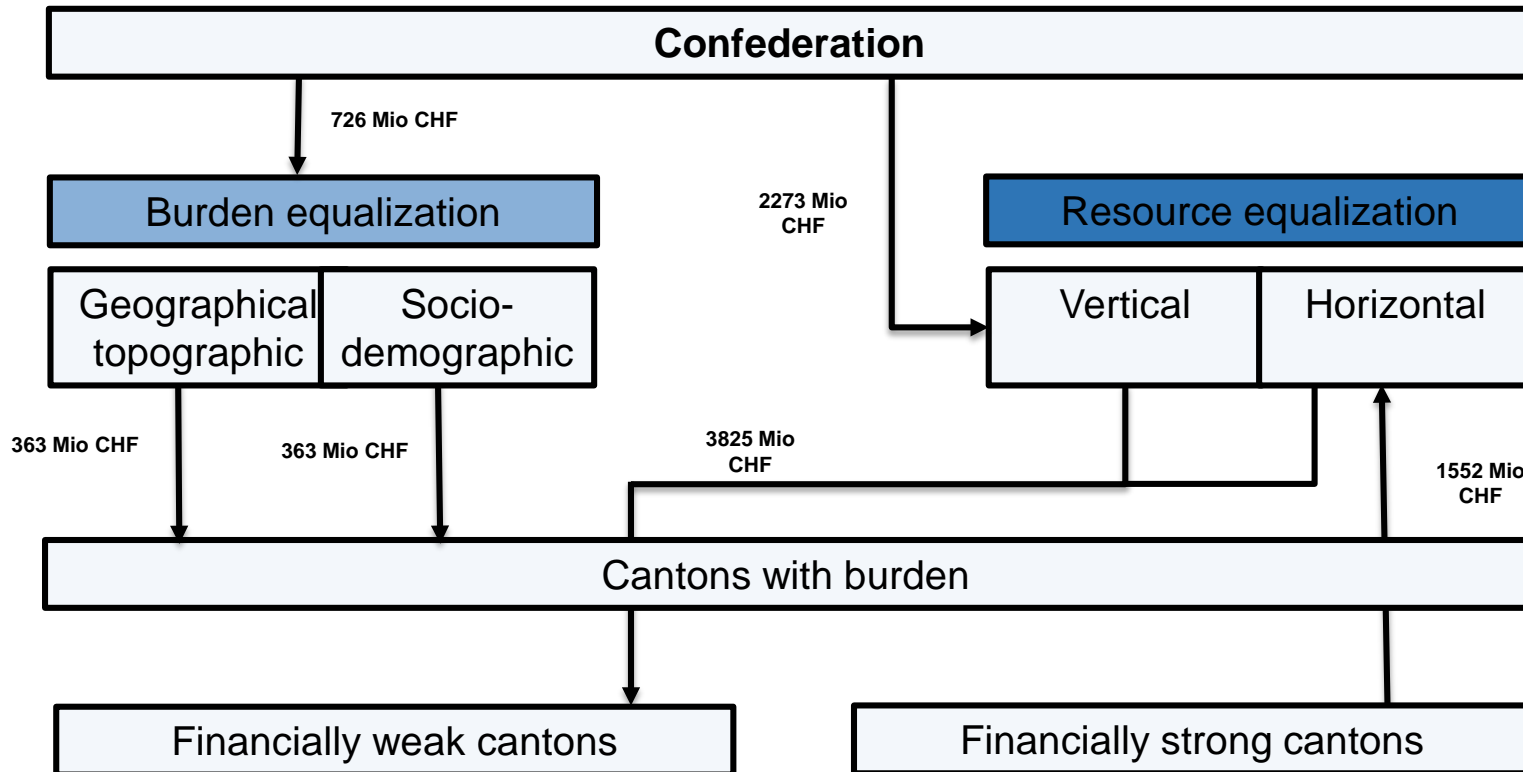 Confederation
726 Mio CHF
Burden equalization
2273 Mio
CHF
Resource equalization
Geographical
topographic
Socio-
demographic
Vertical
Horizontal
363 Mio CHF
363 Mio CHF
3825 Mio
CHF
1552 Mio
CHF
Cantons with burden
Financially weak cantons
Financially strong cantons